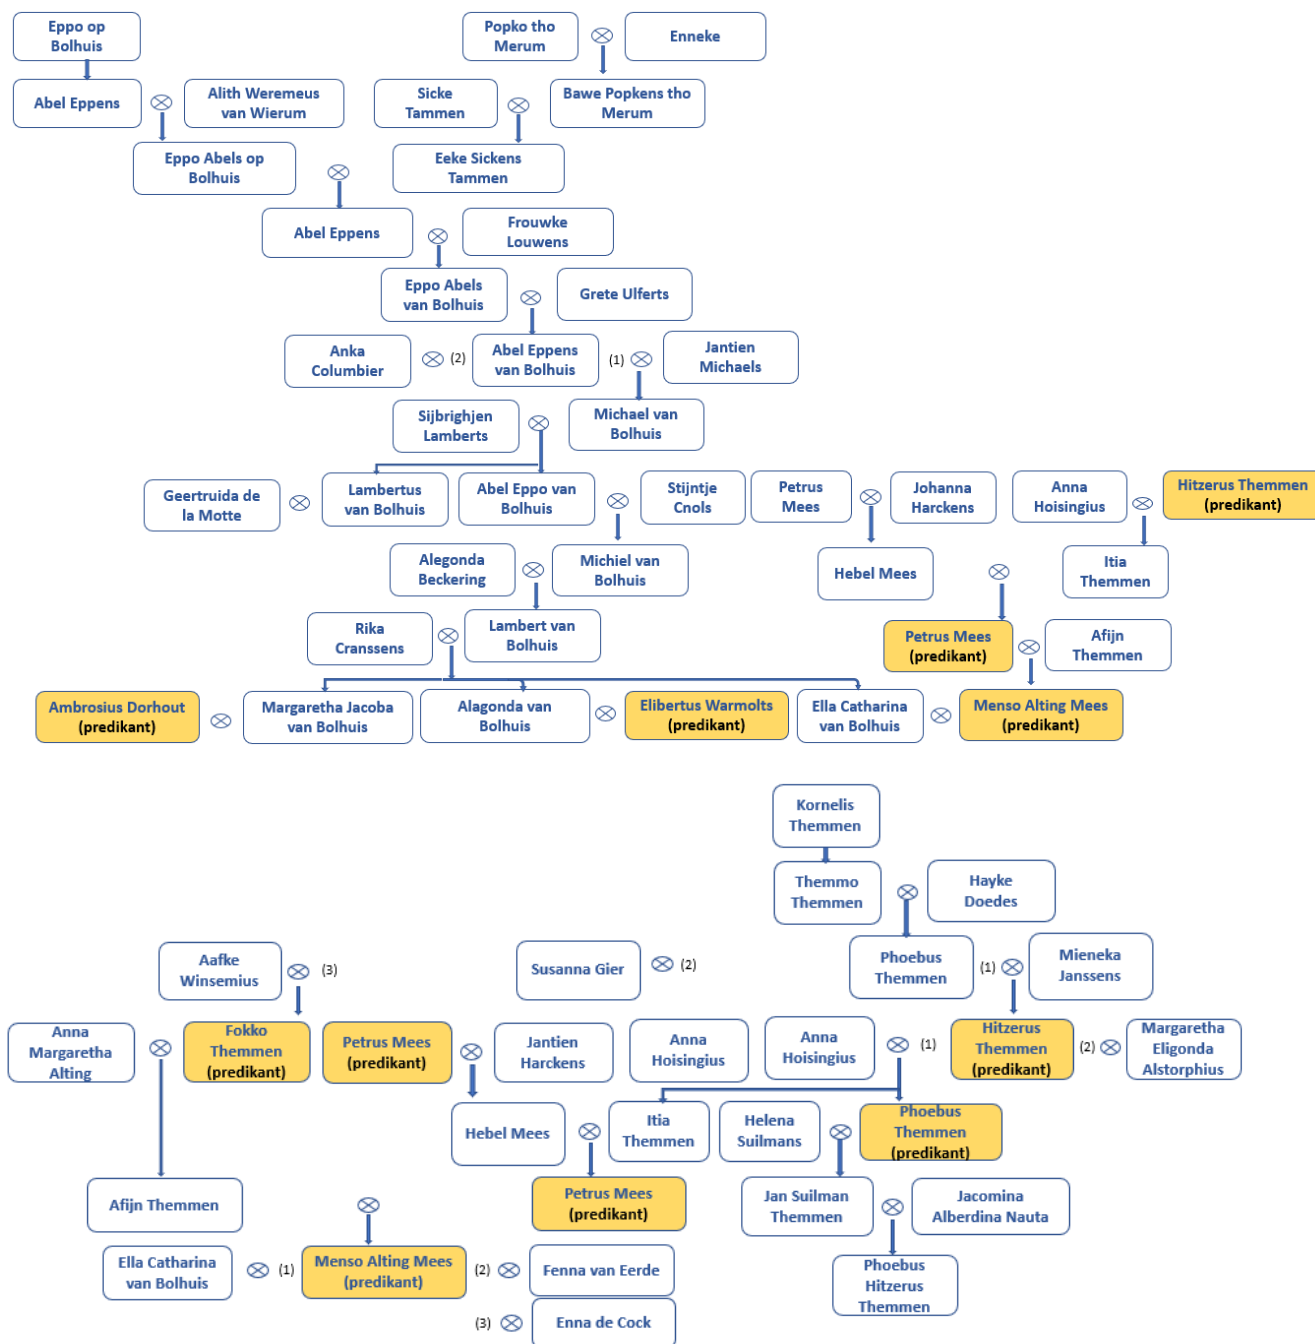 Eppo op
Bolhuis
Popko tho
Merum
Enneke
Abel Eppens
Alith Weremeus
van Wierum
Sicke
Tammen
Bawe Popkens tho
Merum
Eppo Abels op
Bolhuis
Eeke Sickens
Tammen
Abel Eppens
Frouwke
Louwens
Eppo Abels
van Bolhuis
Grete Ulferts
Anka
Columbier
(2)
Abel Eppens
van Bolhuis
(1)
Jantien
Michaels
Sijbrighjen
Lamberts
Michael van
Bolhuis
Geertruida de
la Motte
Lambertus
van Bolhuis
Abel Eppo van
Bolhuis
Stijntje
Cnols
Petrus
Mees
Johanna
Harckens
Anna
Hoisingius
Hitzerus Themmen
(predikant)
Alegonda
Beckering
Michiel van
Bolhuis
Hebel Mees
Itia
Themmen
Rika
Cranssens
Lambert van
Bolhuis
Petrus Mees
(predikant)
Afijn
Themmen
Ambrosius Dorhout
(predikant)
Margaretha Jacoba
van Bolhuis
Alagonda van
Bolhuis
Elibertus Warmolts
(predikant)
Ella Catharina
van Bolhuis
Menso Alting Mees
(predikant)
Kornelis
Themmen
Themmo
Themmen
Hayke
Doedes
Aafke
Winsemius
(3)
Susanna Gier
(2)
Phoebus
Themmen
(1)
Mieneka
Janssens
Anna
Margaretha
Alting
Fokko
Themmen
(predikant)
Petrus Mees
(predikant)
Jantien
Harckens
Anna
Hoisingius
Anna
Hoisingius
(1)
Hitzerus
Themmen
(predikant)
(2)
Margaretha
Eligonda
Alstorphius
Hebel Mees
Itia
Themmen
Helena
Suilmans
Phoebus
Themmen
(predikant)
Afijn Themmen
Petrus Mees
(predikant)
Jan Suilman
Themmen
Jacomina
Alberdina Nauta
Ella Catharina
van Bolhuis
(1)
Menso Alting Mees
(predikant)
(2)
Fenna van Eerde
Phoebus
Hitzerus
Themmen
(3)
Enna de Cock